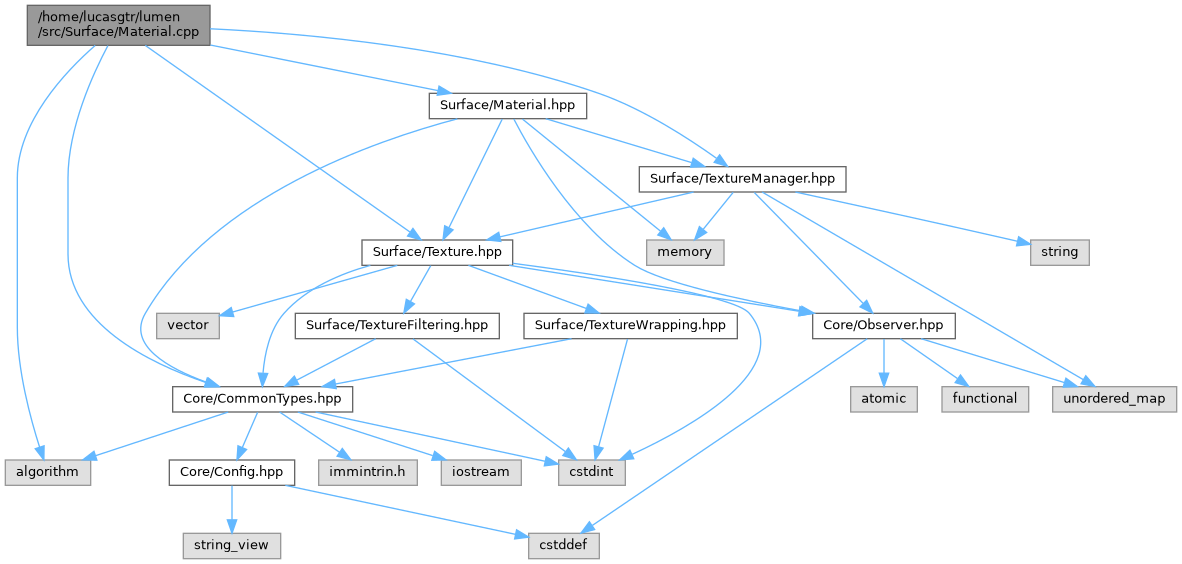 /home/lucasgtr/lumen
/src/Surface/Material.cpp
Surface/Material.hpp
Surface/TextureManager.hpp
Surface/Texture.hpp
memory
string
vector
Surface/TextureFiltering.hpp
Surface/TextureWrapping.hpp
Core/Observer.hpp
Core/CommonTypes.hpp
atomic
functional
unordered_map
algorithm
Core/Config.hpp
immintrin.h
iostream
cstdint
string_view
cstddef